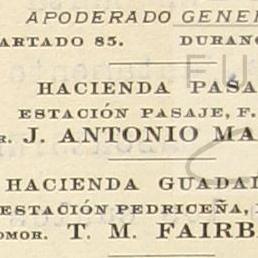 APODERADO GENE
ARTADO 85. DURANG
HACIENDA PASA
ESTACIÓN PASAJE, F.
R. J. ANTONIO MA
HACIENDA GUADA
ESTACIÓN PEDRICEÑA,
DMOR. T. M. FAIRB